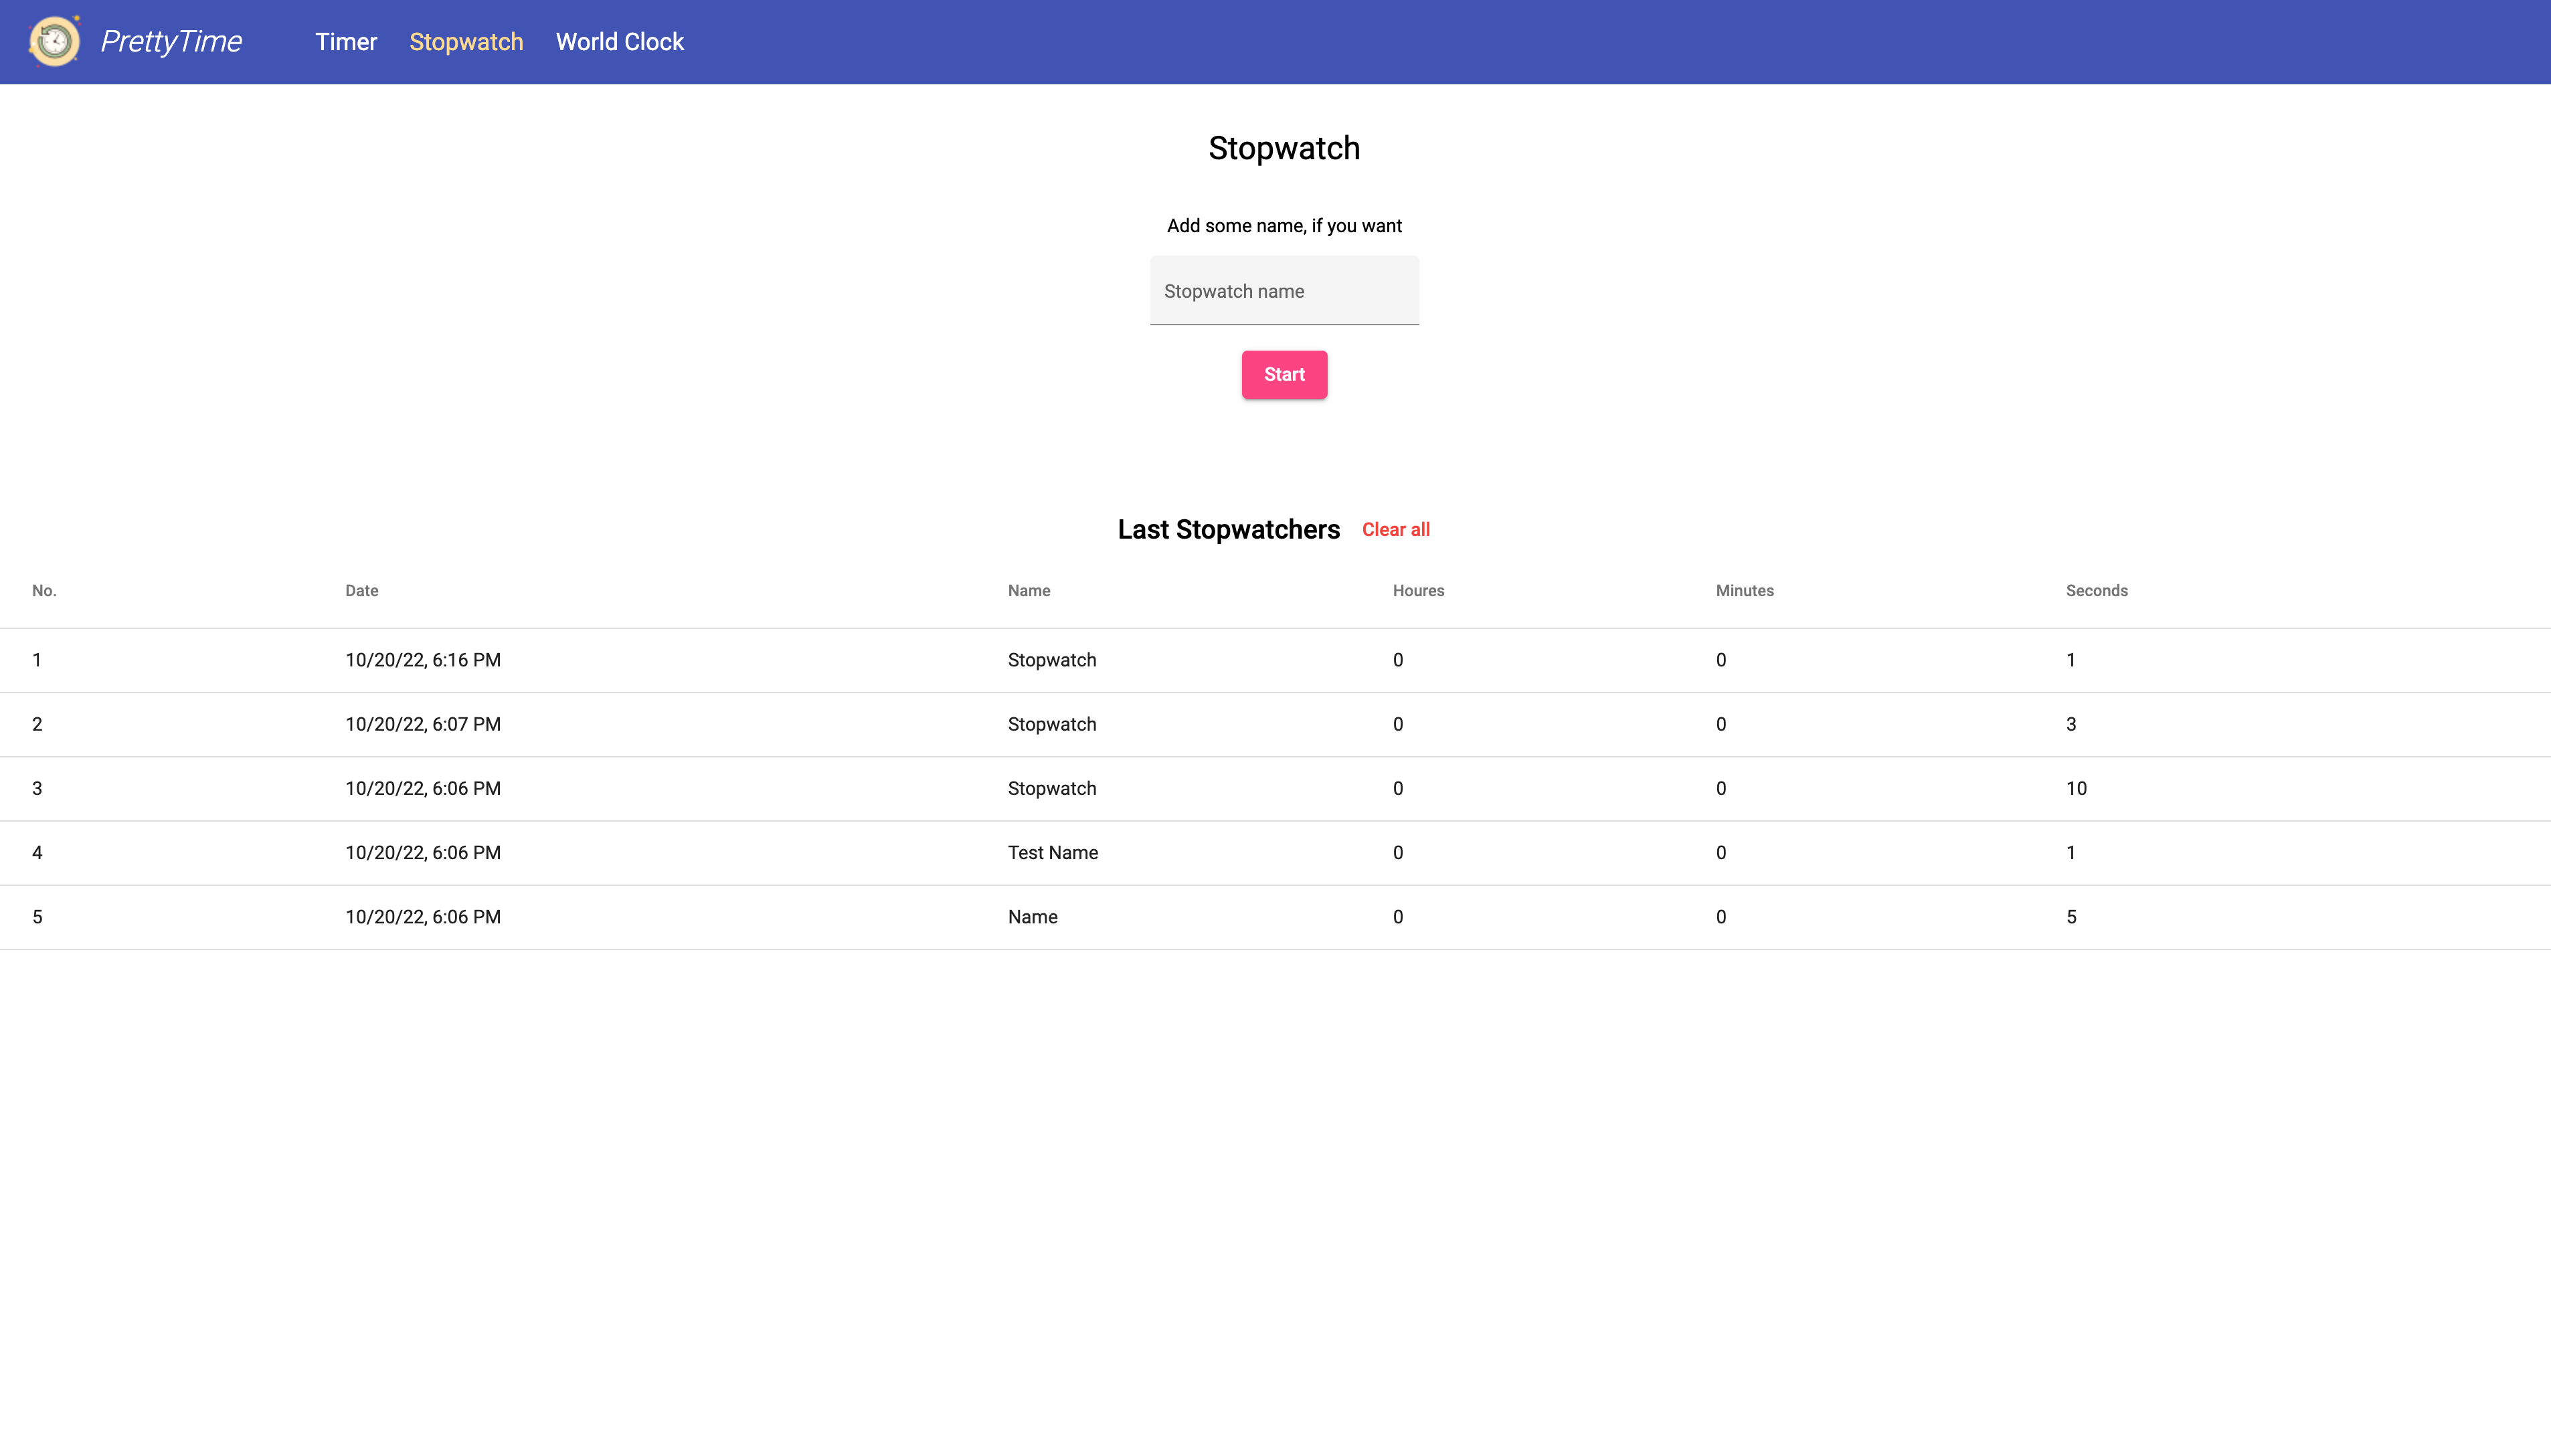 PrettyTime Timer Stopwatch World Clock
Stopwatch
Add some name, if you want
Stopwatch name
Start
Last Stopwatchers Clear all
No. Date Name Houres Minutes Seconds
1 10/20/22, 6:16 PM Stopwatch 0 0 1
2 10/20/22, 6:07 PM Stopwatch 0 0 3
3 10/20/22, 6:06 PM Stopwatch 0 0 10
4 10/20/22, 6:06 PM Test Name 0 0 1
5 10/20/22, 6:06 PM Name 0 0 5